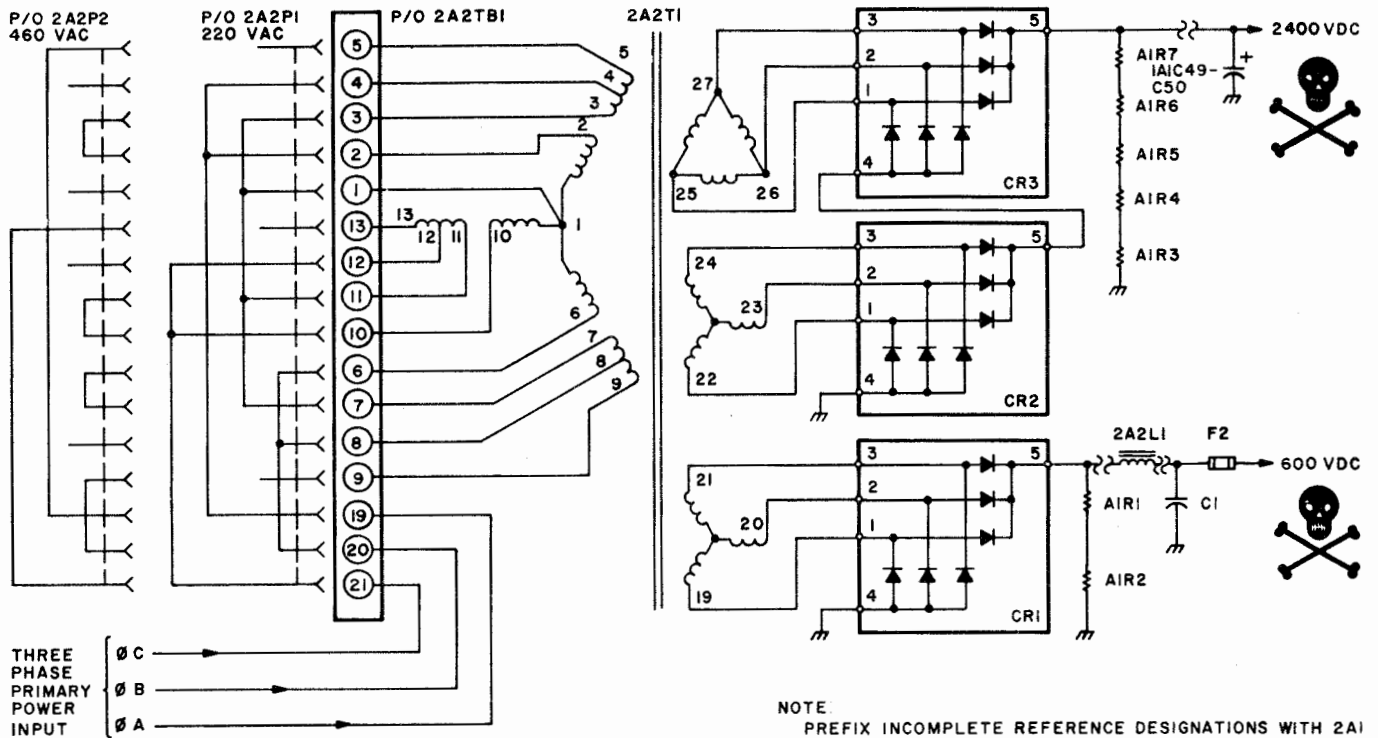 P/O 2A2P2
460 VAC
P/O 2A2P1
220 VAC
P/O 2A2TB1
5
4
3
2
1
13
12
11
10
6
7
8
9
19
20
21
5
4
3
2
1
13
12
11
10
6
7
8
9
2A2T1
27
25
26
24
23
22
21
20
19
3
2
1
4
5
CR3
3
2
1
4
5
CR2
3
2
1
4
5
CR1
2400 VDC
A1R7
1A1C49-
C50
+
A1R6
A1R5
A1R4
A1R3
2A2L1
F2
600 VDC
A1R1
C1
A1R2
THREE
PHASE
PRIMARY
POWER
INPUT
Ø C
Ø B
Ø A
NOTE:
PREFIX INCOMPLETE REFERENCE DESIGNATIONS WITH 2A1